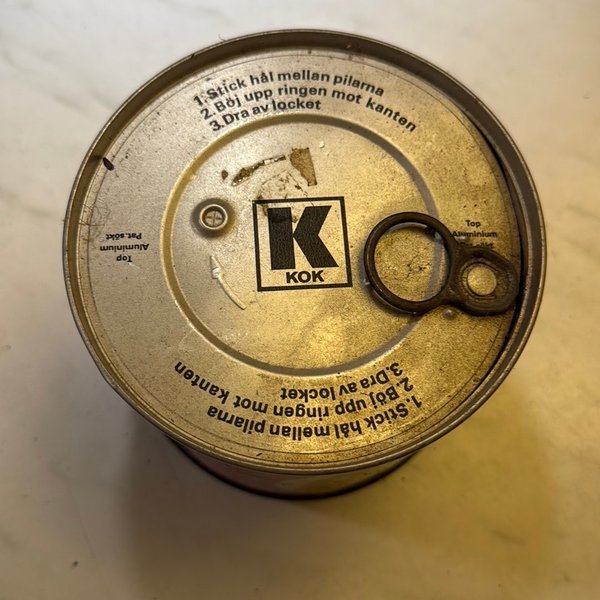 1.Stick hål mellan pilarna
2.Böj upp ringen mot kanten
3.Dra av locket
Top
Aluminium
Pat.sökt
K
KOK
Top
Aluminium
1.Stick hål mellan pilarna
2.Böj upp ringen mot kanten
3.Dra av locket